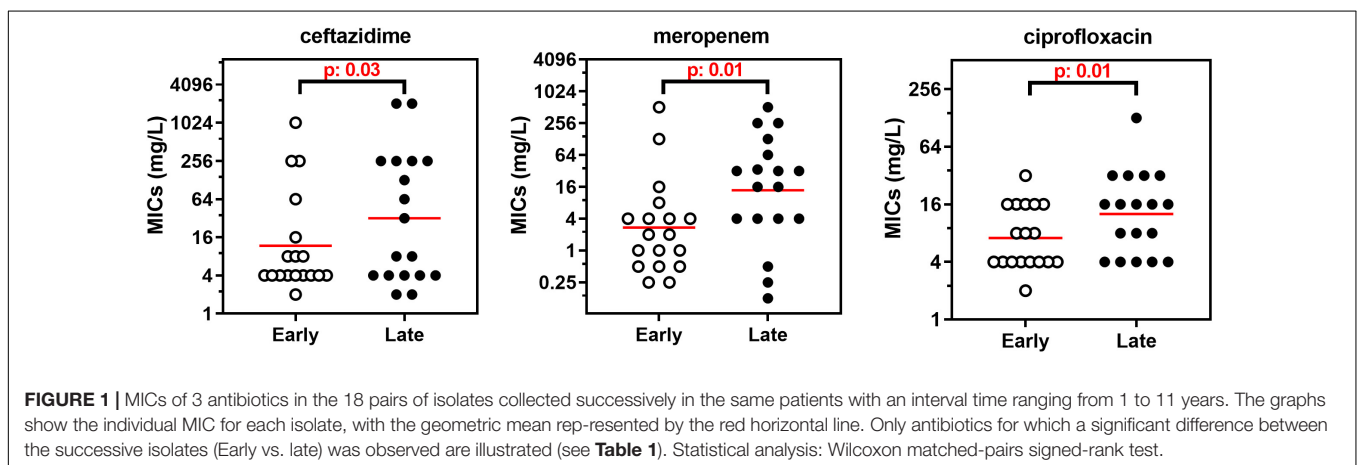 ceftazidime
p: 0.03
MICs (mg/L)
4096
1024
256
64
16
4
1
Early
Late
meropenem
p: 0.01
MICs (mg/L)
4096
1024
256
64
16
4
1
0.25
Early
Late
ciprofloxacin
p: 0.01
MICs (mg/L)
256
64
16
4
1
Early
Late
FIGURE 1 | MICs of 3 antibiotics in the 18 pairs of isolates collected successively in the same patients with an interval time ranging from 1 to 11 years. The graphs
show the individual MIC for each isolate, with the geometric mean rep-resented by the red horizontal line. Only antibiotics for which a significant difference between
the successive isolates (Early vs. late) was observed are illustrated (see Table 1). Statistical analysis: Wilcoxon matched-pairs signed-rank test.